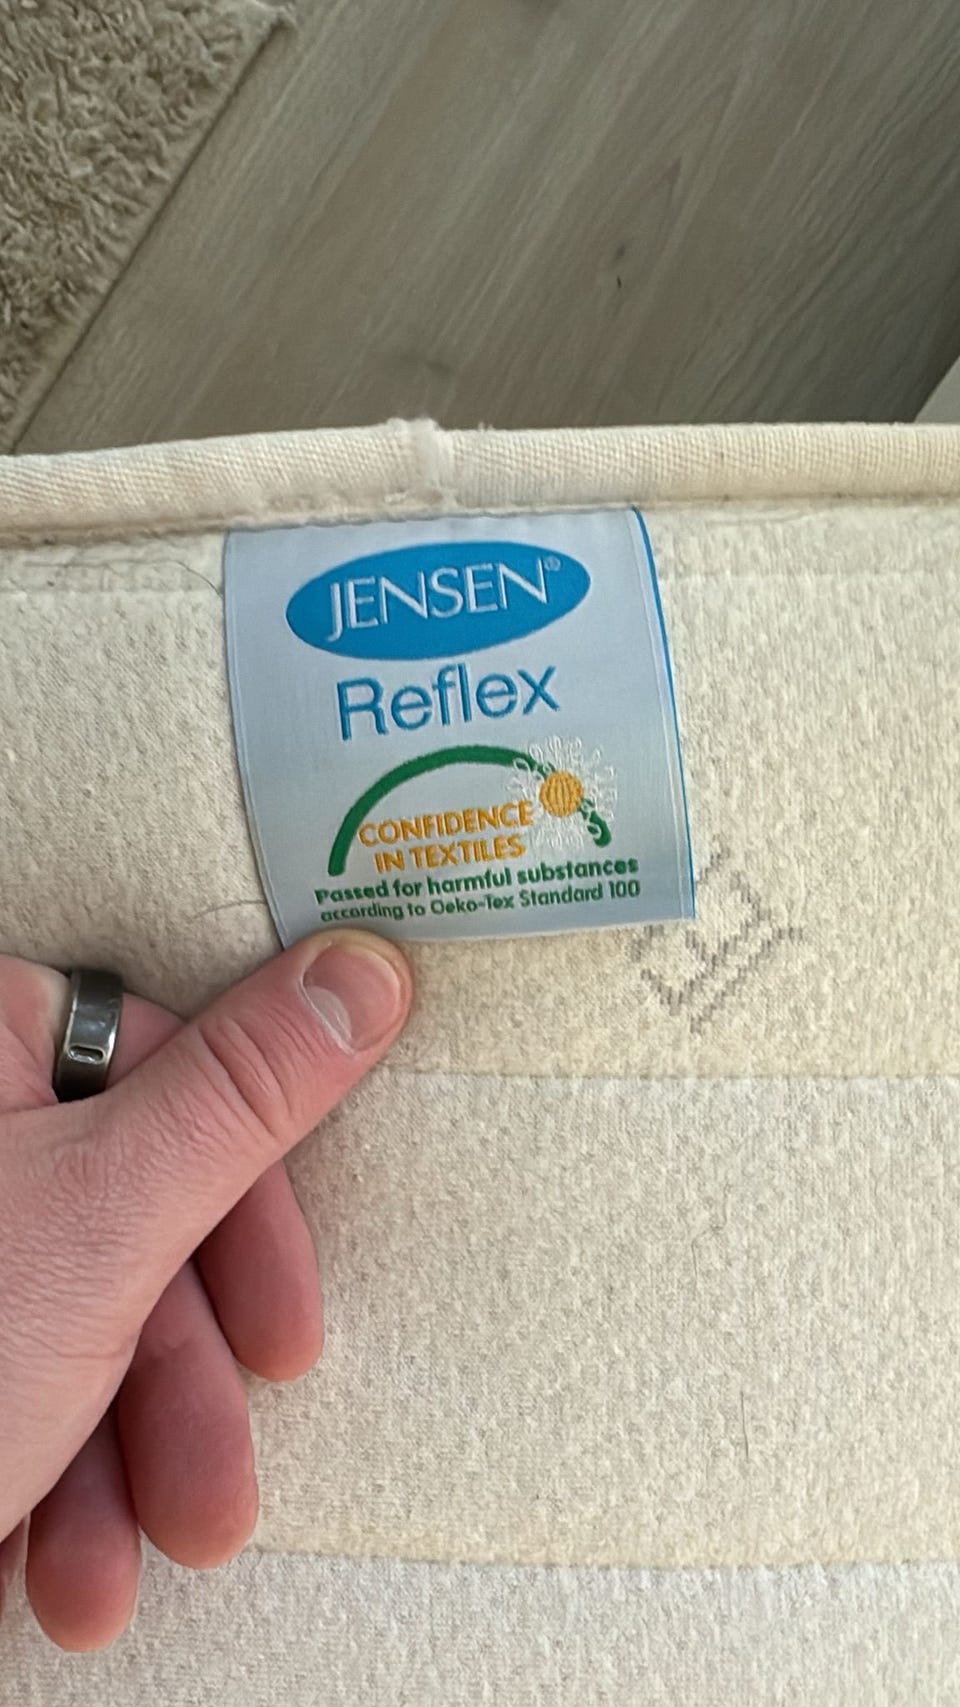 JENSEN®
Reflex
CONFIDENCE
IN TEXTILES
Passed for harmful substances
according to Oeko-Tex Standard 100